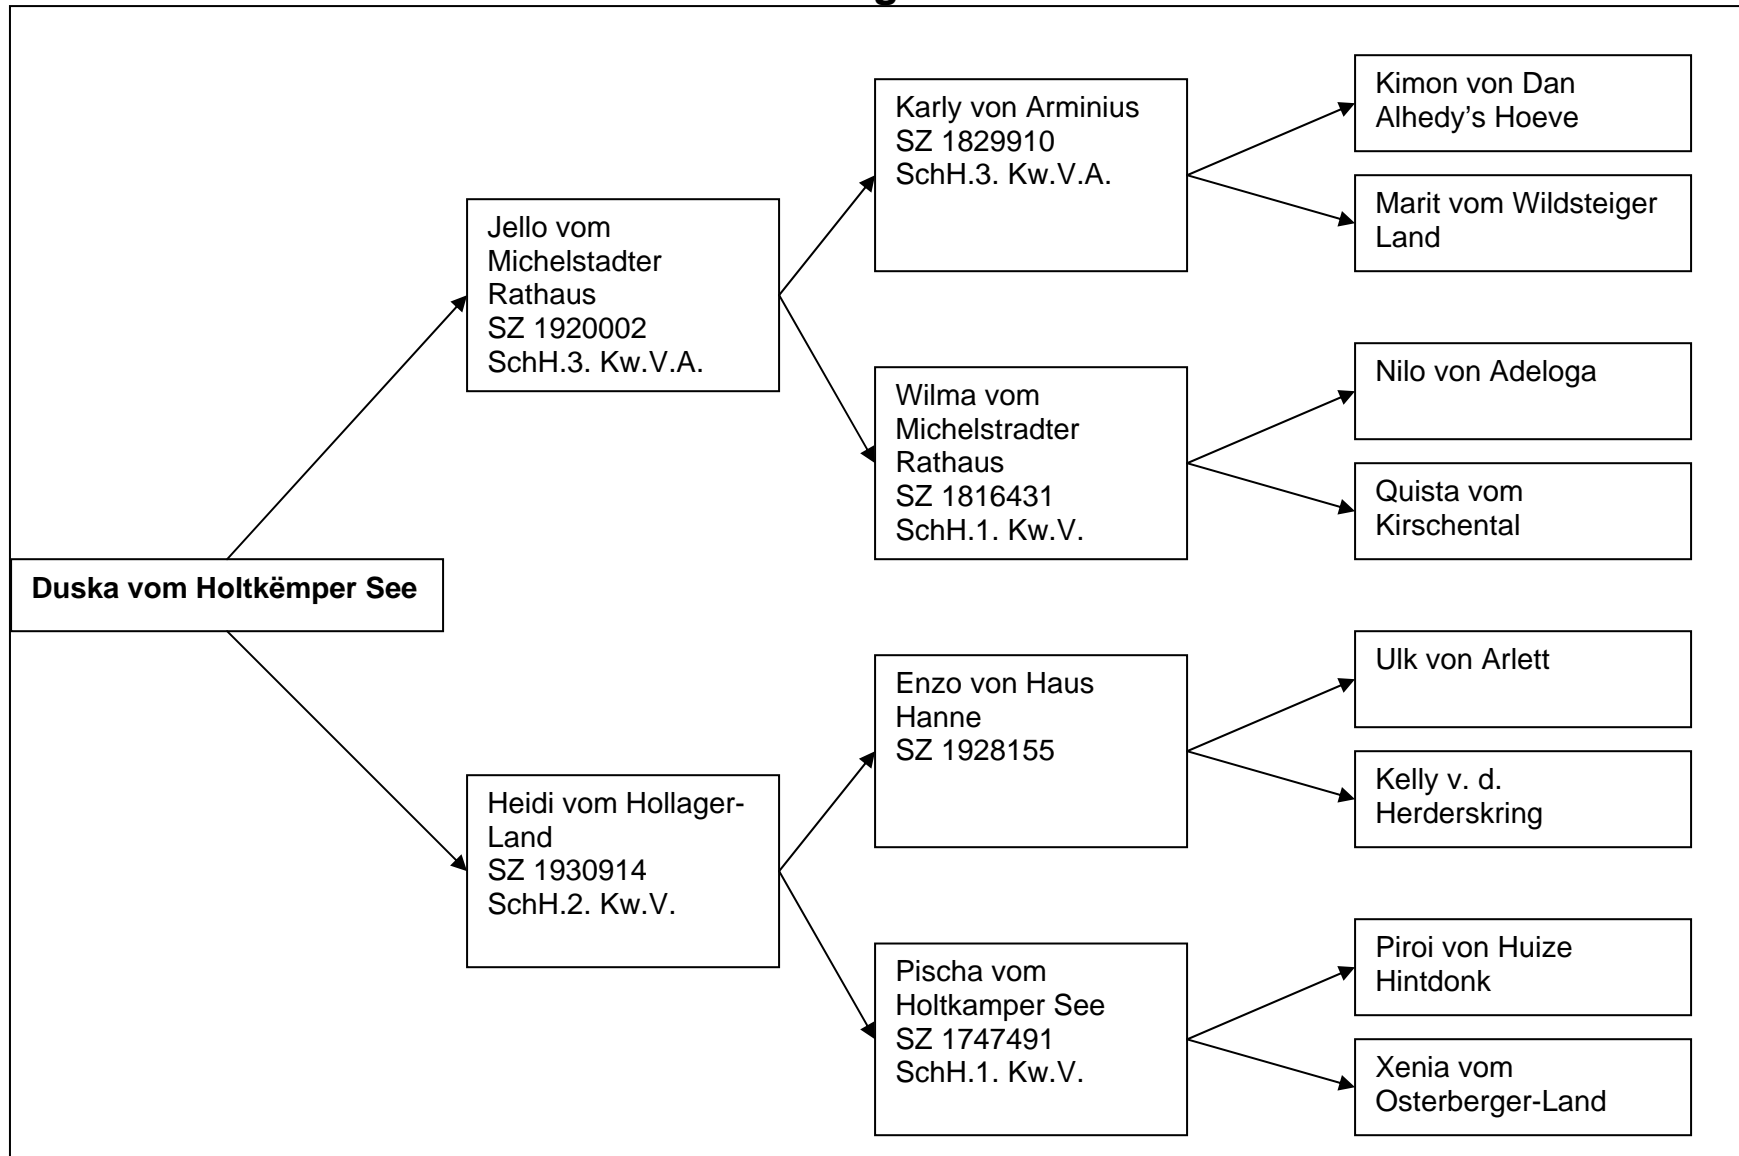 Kimon von Dan
Alhedy's Hoeve
Karly von Arminius
SZ 1829910
SchH.3. Kw.V.A.
Marit vom Wildsteiger
Land
Jello vom
Michelstadter
Rathaus
SZ 1920002
SchH.3. Kw.V.A.
Nilo von Adeloga
Wilma vom
Michelstradter
Rathaus
SZ 1816431
SchH.1. Kw.V.
Quista vom
Kirschental
Duska vom Holtkëmper See
Ulk von Arlett
Enzo von Haus
Hanne
SZ 1928155
Kelly v. d.
Herderskring
Heidi vom Hollager-
Land
SZ 1930914
SchH.2. Kw.V.
Piroi von Huize
Hintdonk
Pischa vom
Holtkamper See
SZ 1747491
SchH.1. Kw.V.
Xenia vom
Osterberger-Land